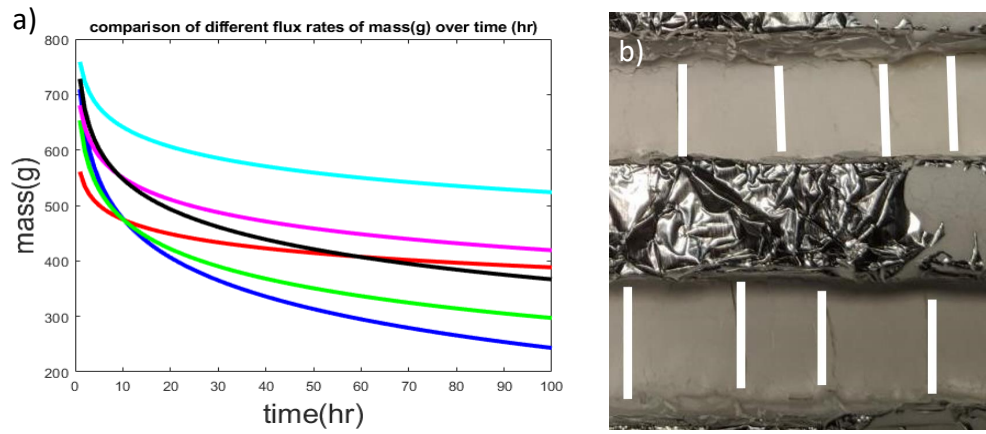 a)
comparison of different flux rates of mass(g) over time (hr)
800
700
600
500
400
300
200
mass(g)
0 10 20 30 40 50 60 70 80 90 100
time(hr)
b)